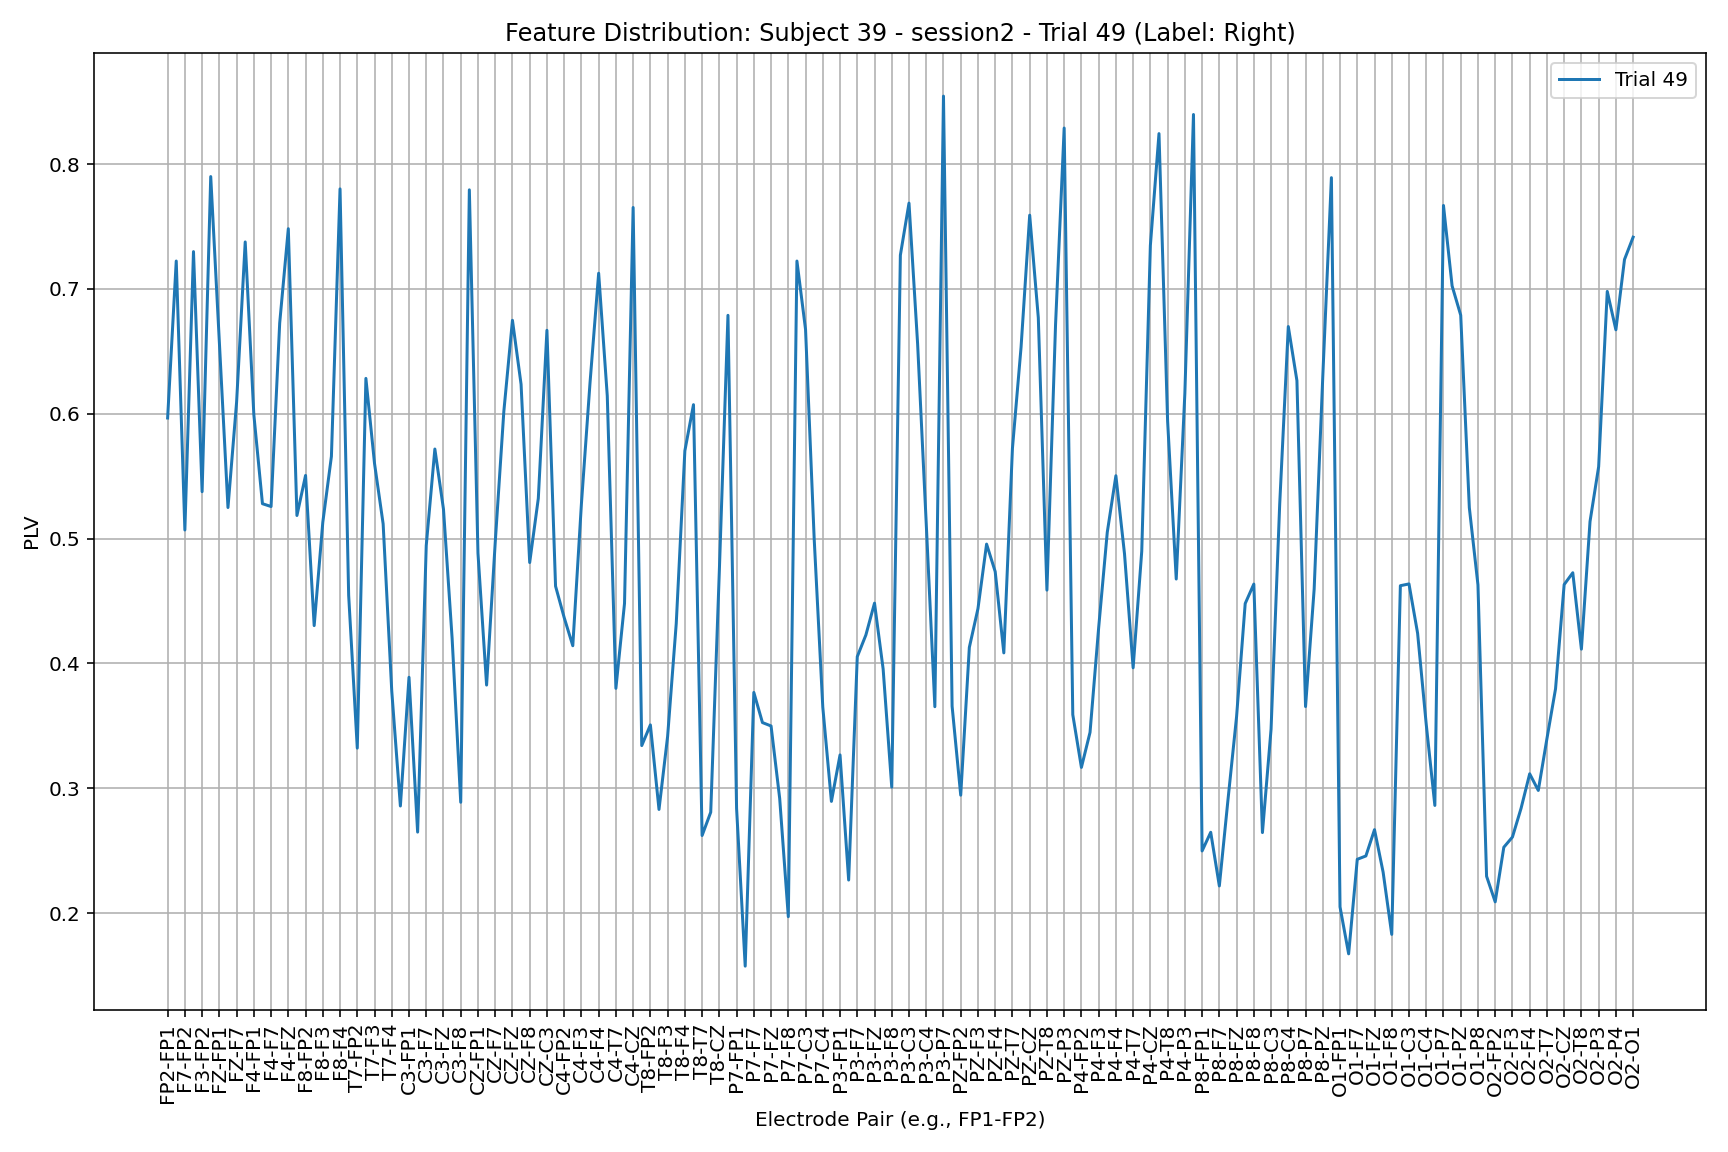 Feature Distribution: Subject 39 - session2 - Trial 49 (Label: Right)
Trial 49
PLV
0.8
0.7
0.6
0.5
0.4
0.3
0.2
FP2-FP1
F7-FP2
F3-FP2
FZ-FP1
FZ-F7
F4-FP1
F4-F7
F4-FZ
F8-FP2
F8-F3
F8-F4
T7-FP2
T7-F3
T7-F4
C3-FP1
C3-F7
C3-FZ
C3-F8
CZ-FP1
CZ-F7
CZ-FZ
CZ-F8
CZ-C3
C4-FP2
C4-F3
C4-F4
C4-T7
C4-CZ
T8-FP2
T8-F3
T8-F4
T8-T7
T8-CZ
P7-FP1
P7-F7
P7-FZ
P7-F8
P7-C3
P7-C4
P3-FP1
P3-F7
P3-FZ
P3-F8
P3-C3
P3-C4
P3-P7
PZ-FP2
PZ-F3
PZ-F4
PZ-T7
PZ-CZ
PZ-T8
PZ-P3
P4-FP2
P4-F3
P4-F4
P4-T7
P4-CZ
P4-T8
P4-P3
P8-FP1
P8-F7
P8-FZ
P8-F8
P8-C3
P8-C4
P8-P7
P8-PZ
O1-FP1
O1-F7
O1-FZ
O1-F8
O1-C3
O1-C4
O1-P7
O1-PZ
O1-P8
O2-FP2
O2-F3
O2-F4
O2-T7
O2-CZ
O2-T8
O2-P3
O2-P4
O2-O1
Electrode Pair (e.g., FP1-FP2)